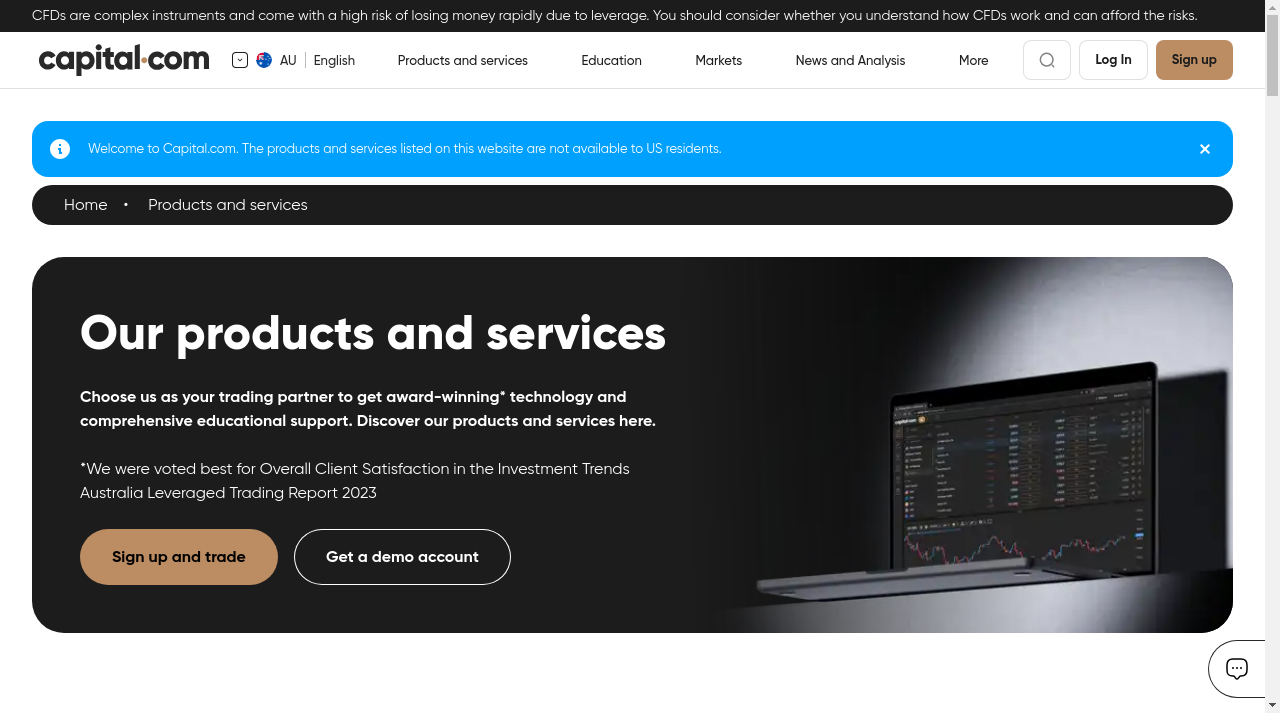 CFDs are complex instruments and come with a high risk of losing money rapidly due to leverage. You should consider whether you understand how CFDs work and can afford the risks.
capital.com
AU English
Products and services
Education
Markets
News and Analysis
More
Log In
Sign up
Welcome to Capital.com. The products and services listed on this website are not available to US residents.
Home • Products and services
Our products and services
Choose us as your trading partner to get award-winning* technology and
comprehensive educational support. Discover our products and services here.
*We were voted best for Overall Client Satisfaction in the Investment Trends
Australia Leveraged Trading Report 2023
Sign up and trade
Get a demo account